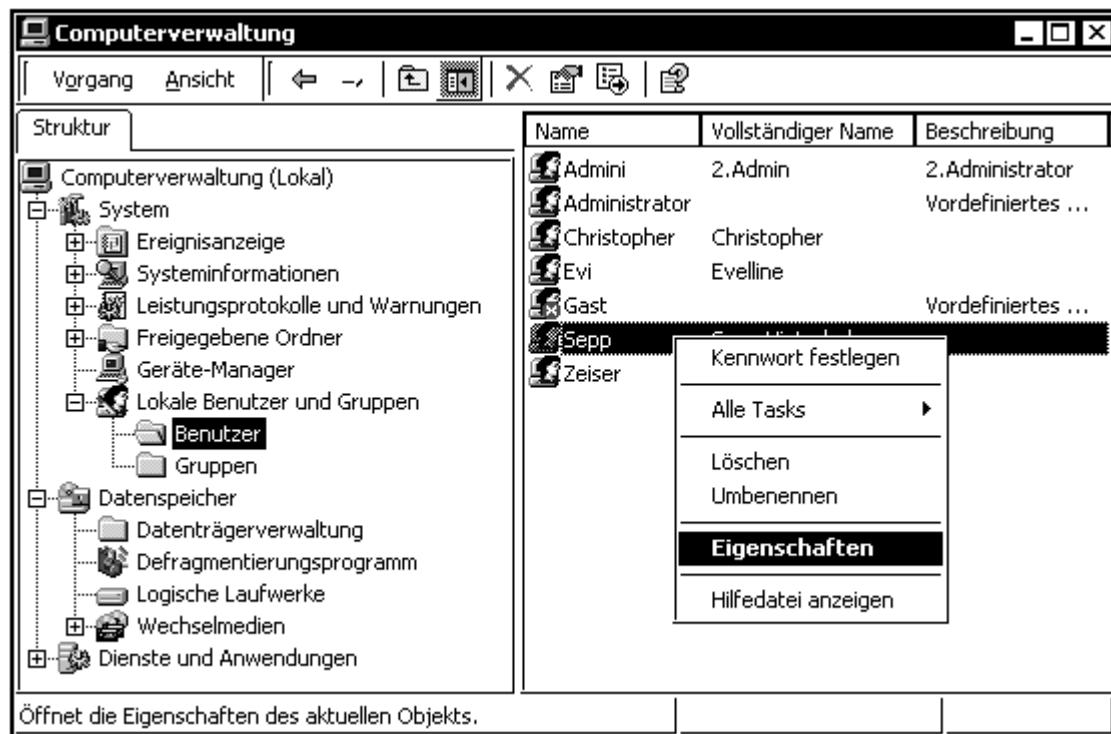 Computerverwaltung
Vorgang Ansicht
Struktur
Computerverwaltung (Lokal)
System
Ereignisanzeige
Systeminformationen
Leistungsprotokolle und Warnungen
Freigegebene Ordner
Geräte-Manager
Lokale Benutzer und Gruppen
Benutzer
Gruppen
Datenspeicher
Datenträgerverwaltung
Defragmentierungsprogramm
Logische Laufwerke
Wechselmedien
Dienste und Anwendungen
Name Vollständiger Name Beschreibung
Admini 2.Admin 2.Administrator
Administrator Vordefiniertes ...
Christopher Christopher
Evi Evelline
Gast Vordefiniertes ...
Sepp
Zeiser
Kennwort festlegen
Alle Tasks
Löschen
Umbenennen
Eigenschaften
Hilfedatei anzeigen
Öffnet die Eigenschaften des aktuellen Objekts.